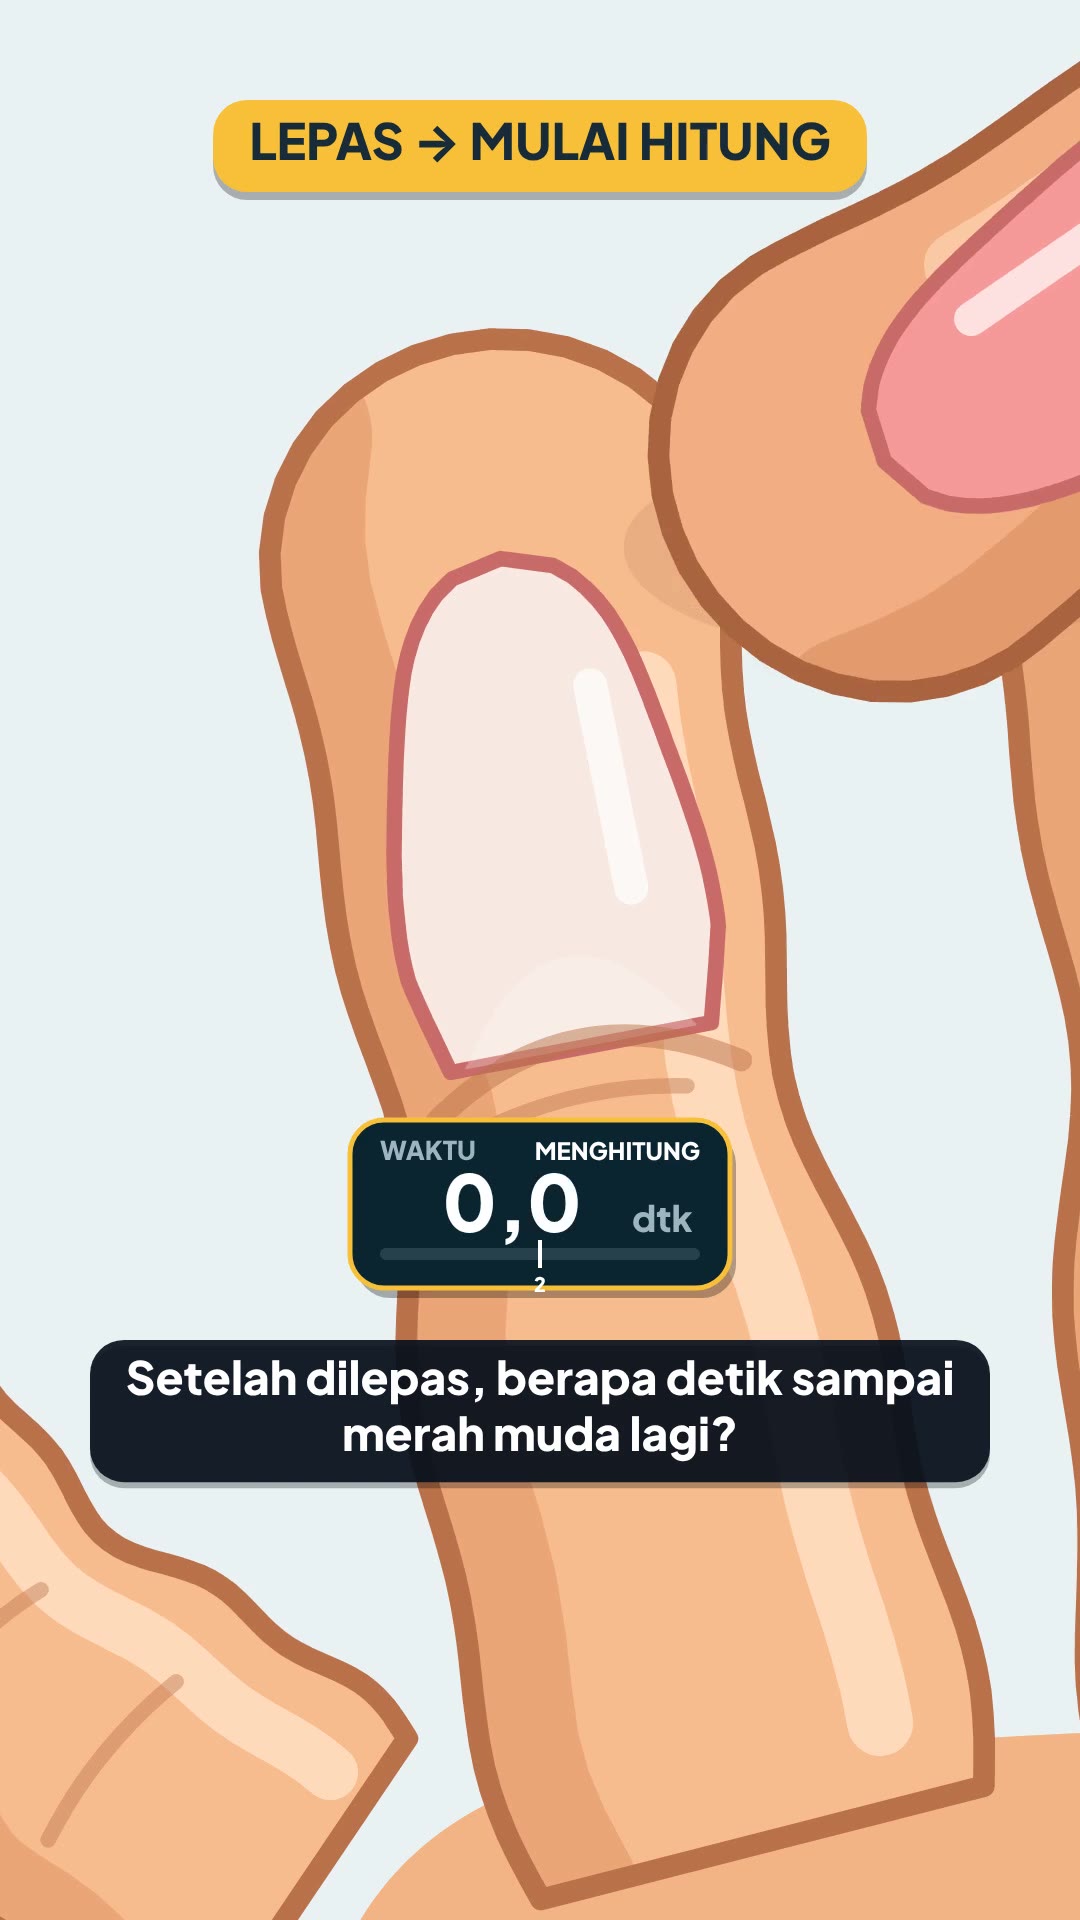 LEPAS → MULAI HITUNG
WAKTU MENGHITUNG
0,0 dtk
2
Setelah dilepas, berapa detik sampai
merah muda lagi?